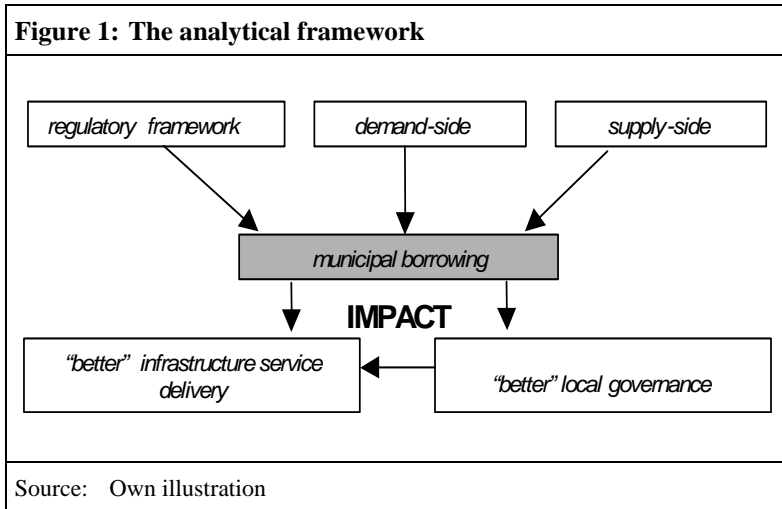 Figure 1: The analytical framework
regulatory framework
demand-side
supply-side
municipal borrowing
IMPACT
“better” infrastructure service
delivery
“better” local governance
Source: Own illustration